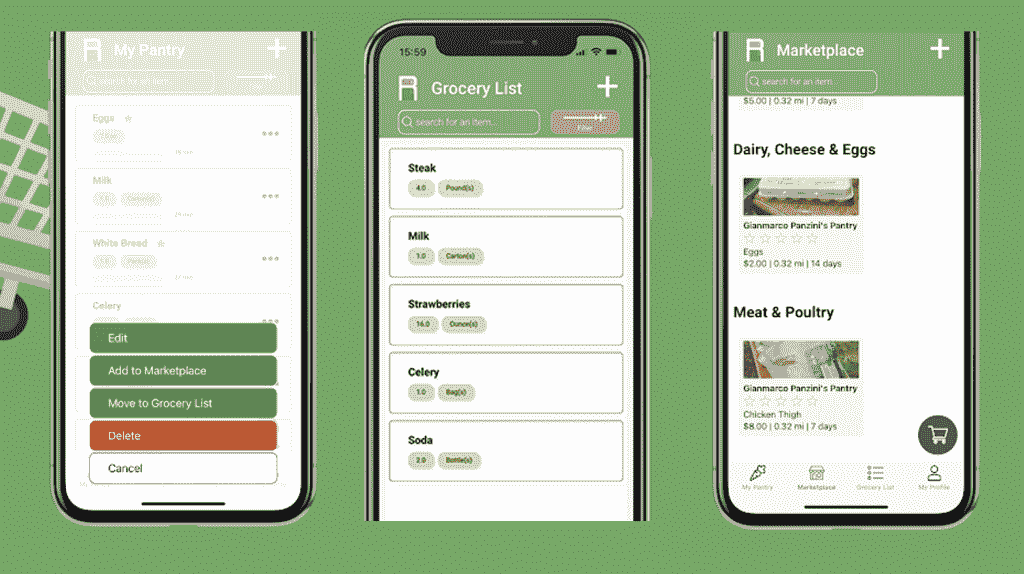 My Pantry
search for an item...
Eggs
Milk
White Bread
Celery
Edit
Add to Marketplace
Move to Grocery List
Delete
Cancel
15:59
Grocery List
search for an item...
Steak
4.0 Pound(s)
Milk
1.0 Carton(s)
Strawberries
16.0 Ounce(s)
Celery
1.0 Bag(s)
Soda
2.0 Bottle(s)
Marketplace
search for an item...
$5.00 | 0.32 mi | 7 days
Dairy, Cheese & Eggs
Gianmarco Panzini's Pantry
Eggs
$2.00 | 0.32 mi | 14 days
Meat & Poultry
Gianmarco Panzini's Pantry
Chicken Thigh
$8.00 | 0.32 mi | 7 days
My Pantry
Marketplace
Grocery List
My Profile